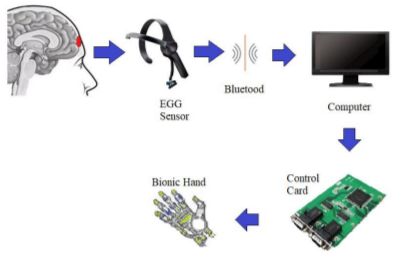 EGG
Sensor
Bluetood
Computer
Control
Card
Bionic Hand